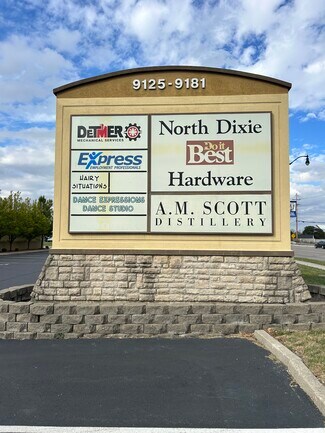 9125-9181
DETMER
MECHANICAL SERVICES
Express
EMPLOYMENT PROFESSIONALS
HAIRY
SITUATIONS
DANCE EXPRESSIONS
DANCE STUDIO
North Dixie
Do it
Best
Hardware
A.M. SCOTT
DISTILLERY